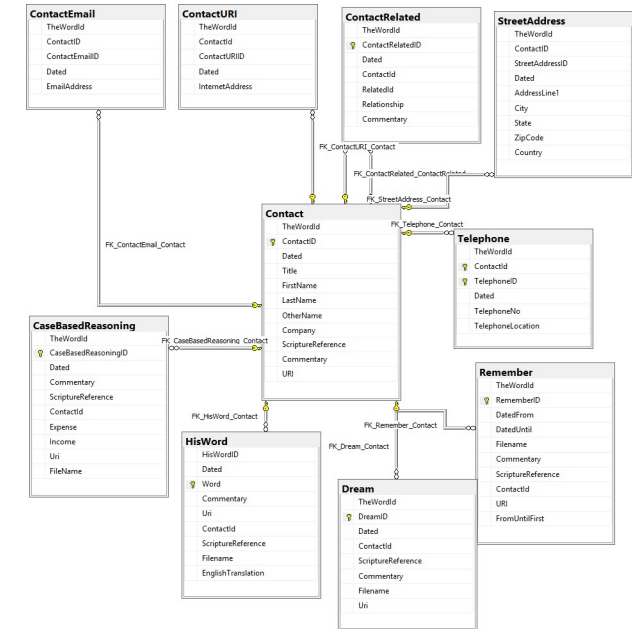 ContactEmail
TheWordId
ContactID
ContactEmailID
Dated
EmailAddress
ContactURI
TheWordId
ContactId
ContactURIID
Dated
InternetAddress
ContactRelated
TheWordId
ContactRelatedID
Dated
ContactId
RelatedId
Relationship
Commentary
StreetAddress
TheWordId
ContactID
StreetAddressID
Dated
AddressLine1
City
State
ZipCode
Country
FK_ContactURI_Contact
FK_ContactRelated_ContactRelated
FK_StreetAddress_Contact
FK_Telephone_Contact
FK_ContactEmail_Contact
Contact
TheWordId
ContactID
Dated
Title
FirstName
LastName
OtherName
Company
ScriptureReference
Commentary
URI
Telephone
TheWordId
ContactId
TelephoneID
Dated
TelephoneNo
TelephoneLocation
CaseBasedReasoning
TheWordId
CaseBasedReasoningID
Dated
Commentary
ScriptureReference
ContactId
Expense
Income
Uri
FileName
FK_CaseBasedReasoning_Contact
FK_HisWord_Contact
FK_Remember_Contact
FK_Dream_Contact
Remember
TheWordId
RememberID
DatedFrom
DatedUntil
Filename
Commentary
ScriptureReference
ContactId
URI
FromUntilFirst
HisWord
HisWordID
Dated
Word
Commentary
Uri
ContactId
ScriptureReference
Filename
EnglishTranslation
Dream
TheWordId
DreamID
Dated
ContactId
ScriptureReference
Commentary
Filename
Uri